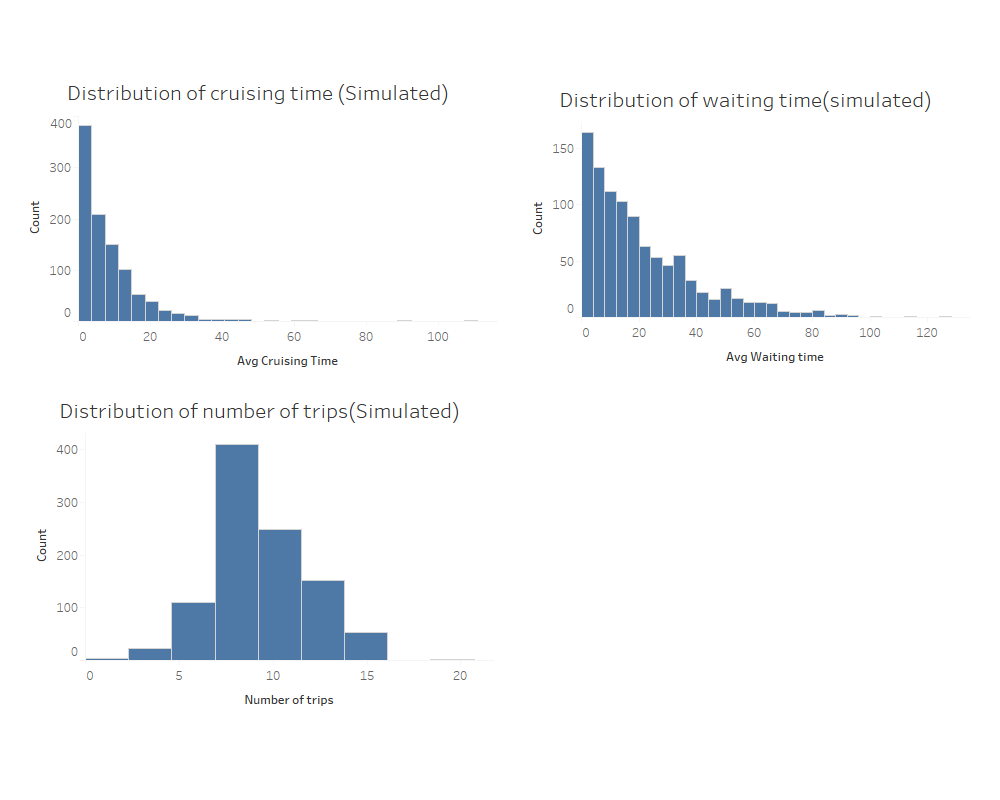 Distribution of cruising time (Simulated)
400
300
200
100
0
Count
0 20 40 60 80 100
Avg Cruising Time
Distribution of waiting time(simulated)
150
100
50
0
Count
0 20 40 60 80 100 120
Avg Waiting time
Distribution of number of trips(Simulated)
400
300
200
100
0
Count
0 5 10 15 20
Number of trips